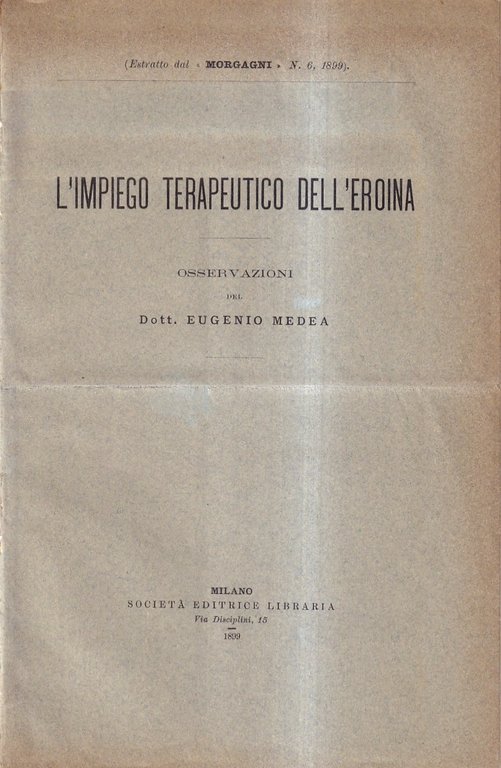 (Estratto dal « MORGAGNI » N. 6, 1899).
L'IMPIEGO TERAPEUTICO DELL'EROINA
OSSERVAZIONI
DEL
Dott. EUGENIO MEDEA
MILANO
SOCIETÀ EDITRICE LIBRARIA
Via Disciplini, 15
1899